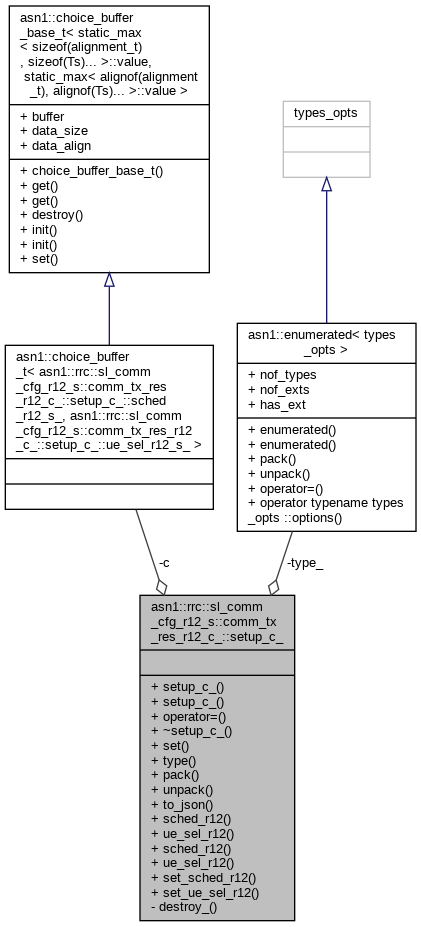 asn1::choice_buffer
_base_t< static_max
< sizeof(alignment_t)
, sizeof(Ts)... >::value,
static_max< alignof(alignment
_t), alignof(Ts)... >::value >
+ buffer
+ data_size
+ data_align
+ choice_buffer_base_t()
+ get()
+ get()
+ destroy()
+ init()
+ init()
+ set()
types_opts
asn1::choice_buffer
_t< asn1::rrc::sl_comm
_cfg_r12_s::comm_tx_res
_r12_c_::setup_c_::sched
_r12_s_, asn1::rrc::sl_comm
_cfg_r12_s::comm_tx_res_r12
_c_::setup_c_::ue_sel_r12_s_ >
asn1::enumerated< types
_opts >
+ nof_types
+ nof_exts
+ has_ext
+ enumerated()
+ enumerated()
+ pack()
+ unpack()
+ operator=()
+ operator typename types
_opts ::options()
-c
-type_
asn1::rrc::sl_comm
_cfg_r12_s::comm_tx
_res_r12_c_::setup_c_
+ setup_c_()
+ setup_c_()
+ operator=()
+ ~setup_c_()
+ set()
+ type()
+ pack()
+ unpack()
+ to_json()
+ sched_r12()
+ ue_sel_r12()
+ sched_r12()
+ ue_sel_r12()
+ set_sched_r12()
+ set_ue_sel_r12()
- destroy_()